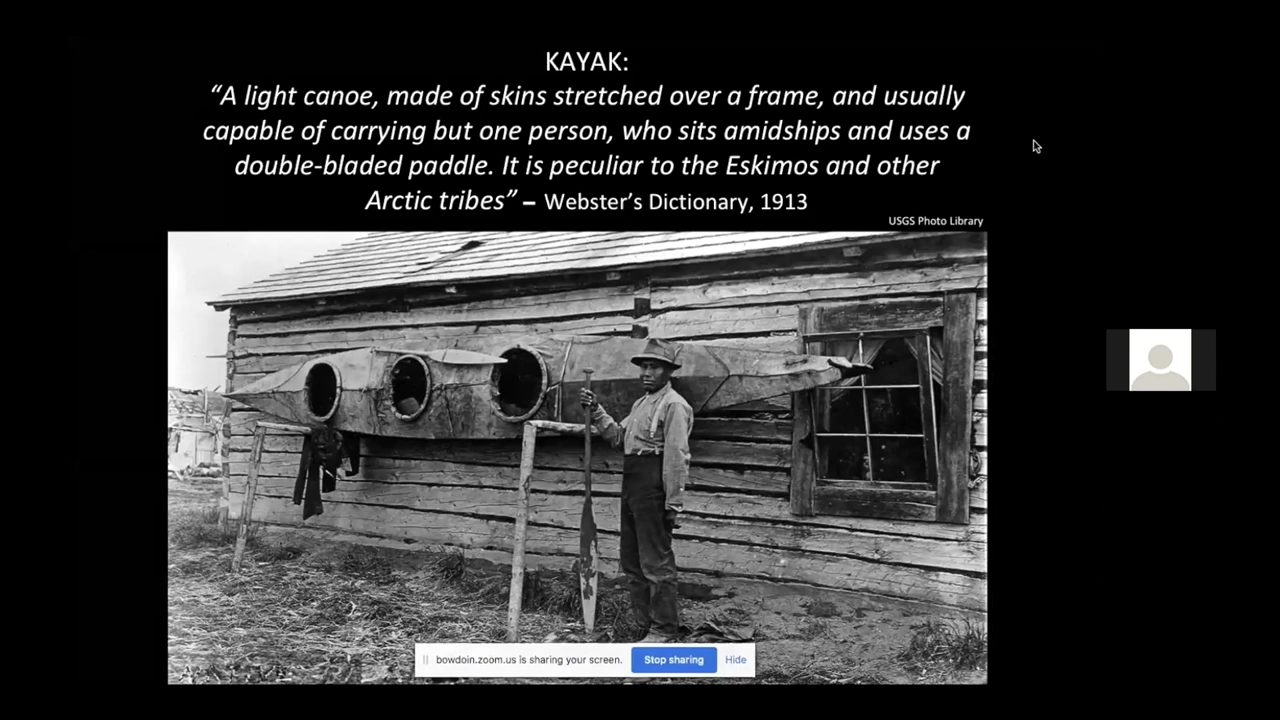 KAYAK:
“A light canoe, made of skins stretched over a frame, and usually
capable of carrying but one person, who sits amidships and uses a
double-bladed paddle. It is peculiar to the Eskimos and other
Arctic tribes” – Webster’s Dictionary, 1913
USGS Photo Library
bowdoin.zoom.us is sharing your screen. Stop sharing Hide